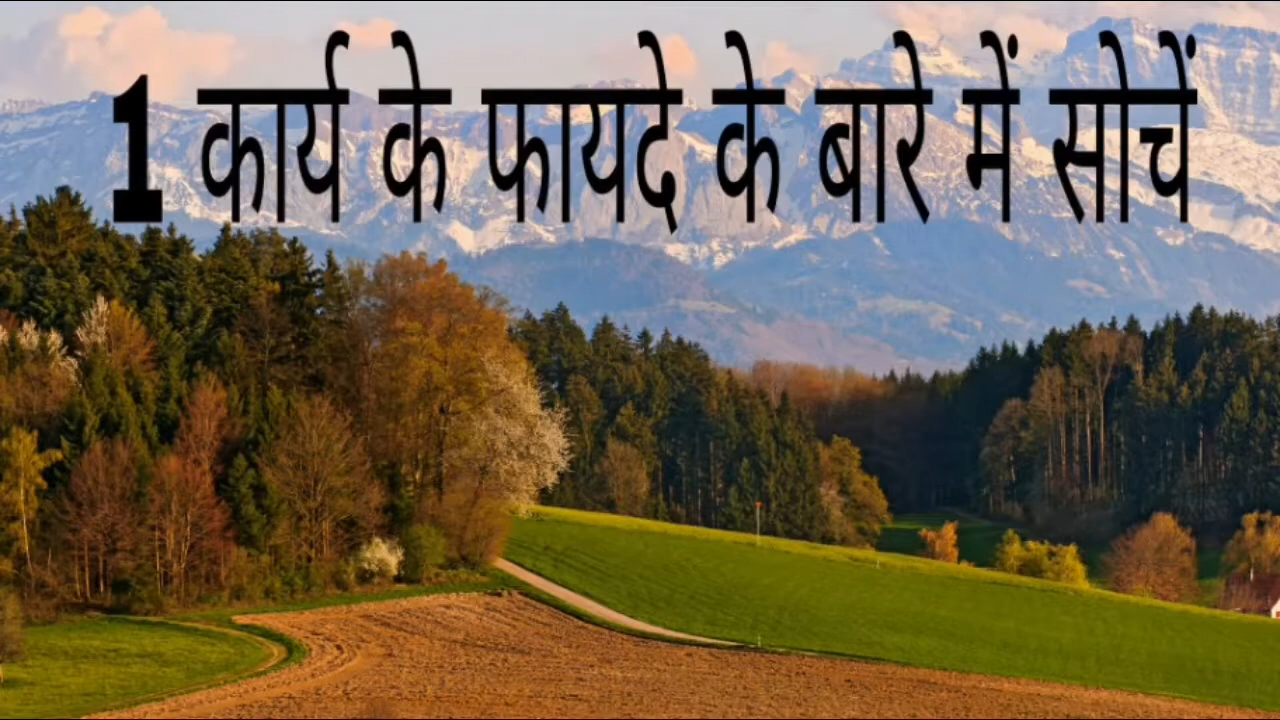 1 कार्य के फायदे के बारे में सोचें